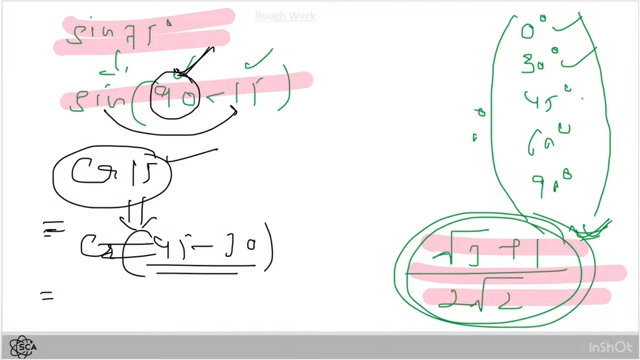 Rough Work
sin 75°
sin (90° - 15)
Cos 15
= Cos (45 - 30)
=
0°
30°
45°
60°
90°
√3 + 1
2√2
SCA
InShOt